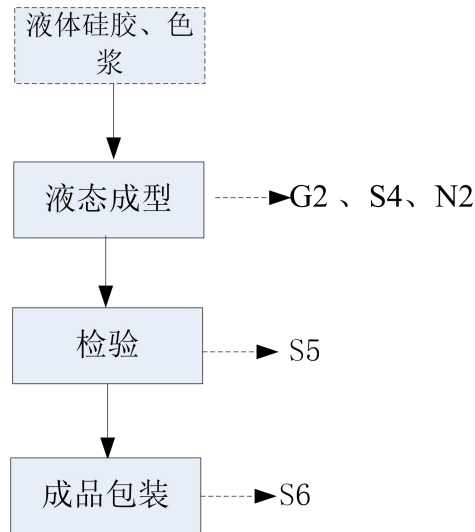 液体硅胶、色
浆
液态成型
G2 、S4、N2
检验
S5
成品包装
S6